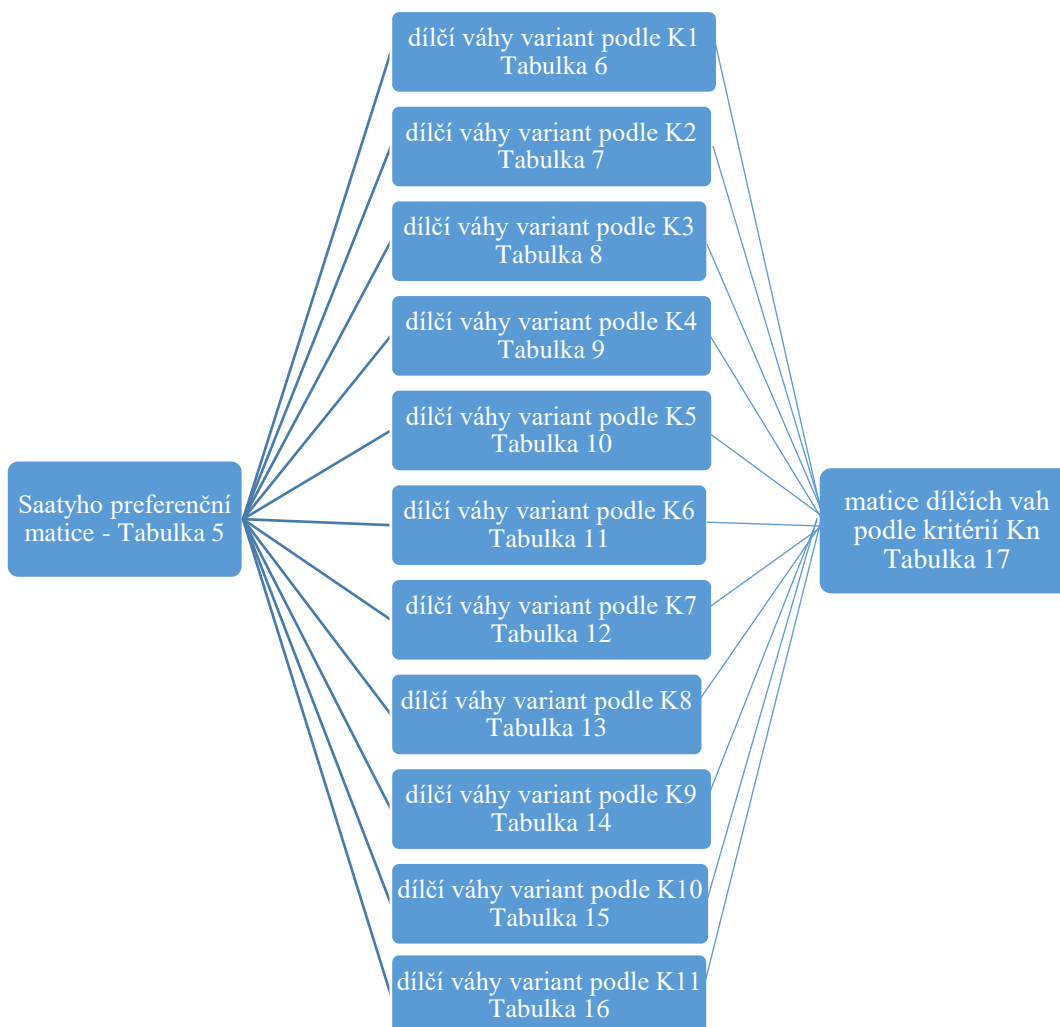 Saatyho preferenční
matice - Tabulka 5
dílčí váhy variant podle K1
Tabulka 6
dílčí váhy variant podle K2
Tabulka 7
dílčí váhy variant podle K3
Tabulka 8
dílčí váhy variant podle K4
Tabulka 9
dílčí váhy variant podle K5
Tabulka 10
dílčí váhy variant podle K6
Tabulka 11
dílčí váhy variant podle K7
Tabulka 12
dílčí váhy variant podle K8
Tabulka 13
dílčí váhy variant podle K9
Tabulka 14
dílčí váhy variant podle K10
Tabulka 15
dílčí váhy variant podle K11
Tabulka 16
matice dílčích vah
podle kritérií Kn
Tabulka 17